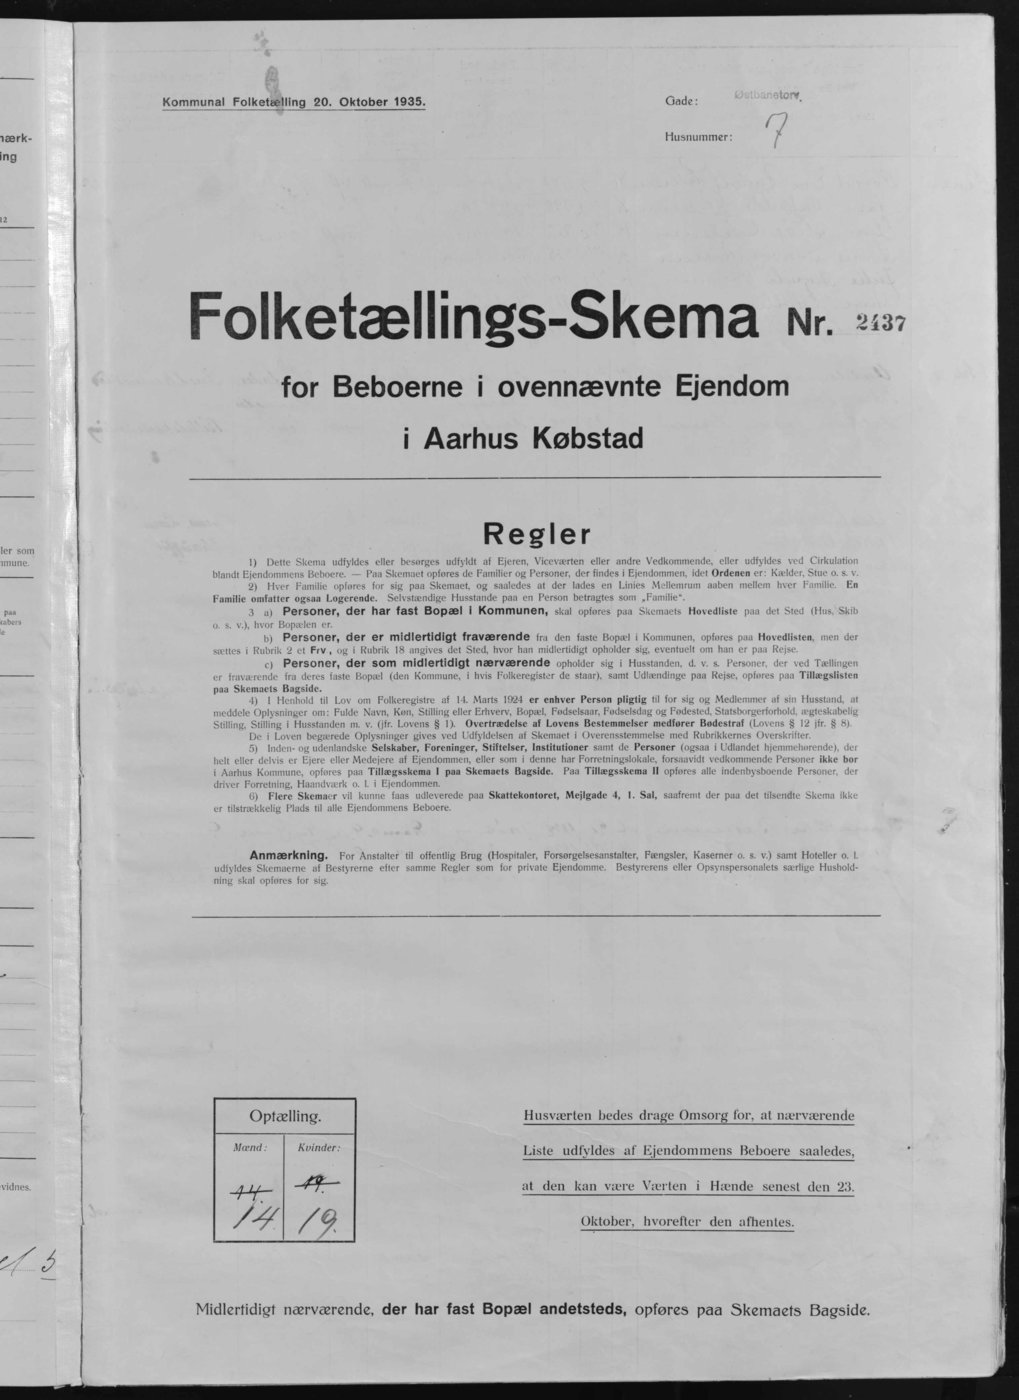 Kommunal Folketælling 20. Oktober 1935.
Gade: Østbanetorv.
Husnummer: 7
Folketællings-Skema Nr. 2437
for Beboerne i ovennævnte Ejendom
i Aarhus Købstad
Regler
1) Dette Skema udfyldes eller besørges udfyldt af Ejeren, Viceværten eller andre Vedkommende, eller udfyldes ved Cirkulation
blandt Ejendommens Beboere. — Paa Skemaet opføres de Familier og Personer, der findes i Ejendommen, idet Ordenen er: Kælder, Stue o. s. v.
2) Hver Familie opføres for sig paa Skemaet, og saaledes at der lades en Linies Mellemrum aaben mellem hver Familie. En
Familie omfatter ogsaa Logerende. Selvstændige Husstande paa en Person betragtes som „Familie“.
3 a) Personer, der har fast Bopæl i Kommunen, skal opføres paa Skemaets Hovedliste paa det Sted (Hus, Skib
o. s. v.), hvor Bopælen er.
b) Personer, der er midlertidigt fraværende fra den faste Bopæl i Kommunen, opføres paa Hovedlisten, men der
sættes i Rubrik 2 et Frv, og i Rubrik 18 angives det Sted, hvor han midlertidigt opholder sig, eventuelt om han er paa Rejse.
c) Personer, der som midlertidigt nærværende opholder sig i Husstanden, d. v. s. Personer, der ved Tællingen
er fraværende fra deres faste Bopæl (den Kommune, i hvis Folkeregister de staar), samt Udlændinge paa Rejse, opføres paa Tillægslisten
paa Skemaets Bagside.
4) I Henhold til Lov om Folkeregistre af 14. Marts 1924 er enhver Person pligtig til for sig og Medlemmer af sin Husstand, at
meddele Oplysninger om: Fulde Navn, Køn, Stilling eller Erhverv, Bopæl, Fødselsaar, Fødselsdag og Fødested, Statsborgerforhold, ægteskabelig
Stilling, Stilling i Husstanden m. v. (jfr. Lovens § 1). Overtrædelse af Lovens Bestemmelser medfører Bødestraf (Lovens § 12 jfr. § 8).
De i Loven begærede Oplysninger gives ved Udfyldelsen af Skemaet i Overensstemmelse med Rubrikkernes Overskrifter.
5) Inden- og udenlandske Selskaber, Foreninger, Stiftelser, Institutioner samt de Personer (ogsaa i Udlandet hjemmehørende), der
helt eller delvis er Ejere eller Medejere af Ejendommen, eller som i denne har Forretningslokale, forsaavidt vedkommende Personer ikke bor
i Aarhus Kommune, opføres paa Tillægsskema I paa Skemaets Bagside. Paa Tillægsskema II opføres alle indenbysboende Personer, der
driver Forretning, Haandværk o. l. i Ejendommen.
6) Flere Skemaer vil kunne faas udleverede paa Skattekontoret, Mejlgade 4, 1. Sal, saafremt der paa det tilsendte Skema ikke
er tilstrækkelig Plads til alle Ejendommens Beboere.
Anmærkning. For Anstalter til offentlig Brug (Hospitaler, Forsørgelsesanstalter, Fængsler, Kaserner o. s. v.) samt Hoteller o. l.
udfyldes Skemaerne af Bestyrerne efter samme Regler som for private Ejendomme. Bestyrerens eller Opsynspersonalets særlige Hushold-
ning skal opføres for sig.
Optælling.
Mænd: Kvinder:
14. 19.
14 19.
Husværten bedes drage Omsorg for, at nærværende
Liste udfyldes af Ejendommens Beboere saaledes,
at den kan være Værten i Hænde senest den 23.
Oktober, hvorefter den afhentes.
Midlertidigt nærværende, der har fast Bopæl andetsteds, opføres paa Skemaets Bagside.